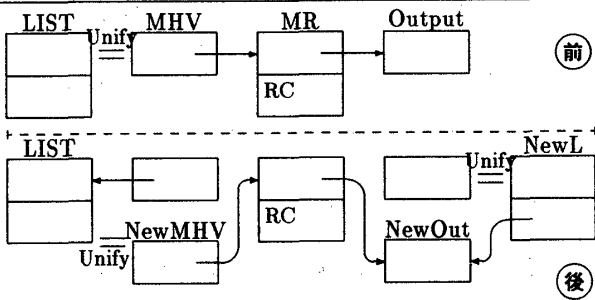 LIST MHV MR Output
Unify
RC
前
LIST NewL
Unify
RC
NewMHV NewOut
Unify
後